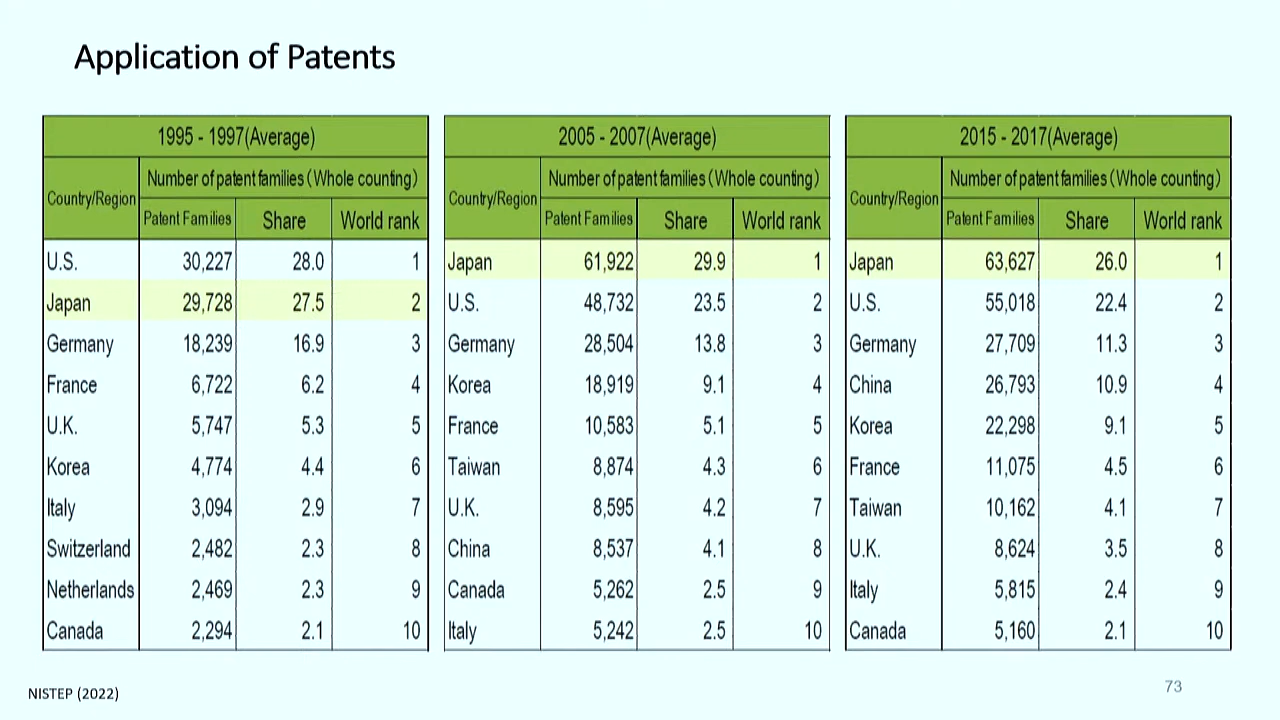 Application of Patents
1995 - 1997(Average)
Country/Region
Number of patent families(Whole counting)
Patent Families Share World rank
U.S. 30,227 28.0 1
Japan 29,728 27.5 2
Germany 18,239 16.9 3
France 6,722 6.2 4
U.K. 5,747 5.3 5
Korea 4,774 4.4 6
Italy 3,094 2.9 7
Switzerland 2,482 2.3 8
Netherlands 2,469 2.3 9
Canada 2,294 2.1 10
2005 - 2007(Average)
Country/Region
Number of patent families(Whole counting)
Patent Families Share World rank
Japan 61,922 29.9 1
U.S. 48,732 23.5 2
Germany 28,504 13.8 3
Korea 18,919 9.1 4
France 10,583 5.1 5
Taiwan 8,874 4.3 6
U.K. 8,595 4.2 7
China 8,537 4.1 8
Canada 5,262 2.5 9
Italy 5,242 2.5 10
2015 - 2017(Average)
Country/Region
Number of patent families(Whole counting)
Patent Families Share World rank
Japan 63,627 26.0 1
U.S. 55,018 22.4 2
Germany 27,709 11.3 3
China 26,793 10.9 4
Korea 22,298 9.1 5
France 11,075 4.5 6
Taiwan 10,162 4.1 7
U.K. 8,624 3.5 8
Italy 5,815 2.4 9
Canada 5,160 2.1 10
NISTEP (2022)
73